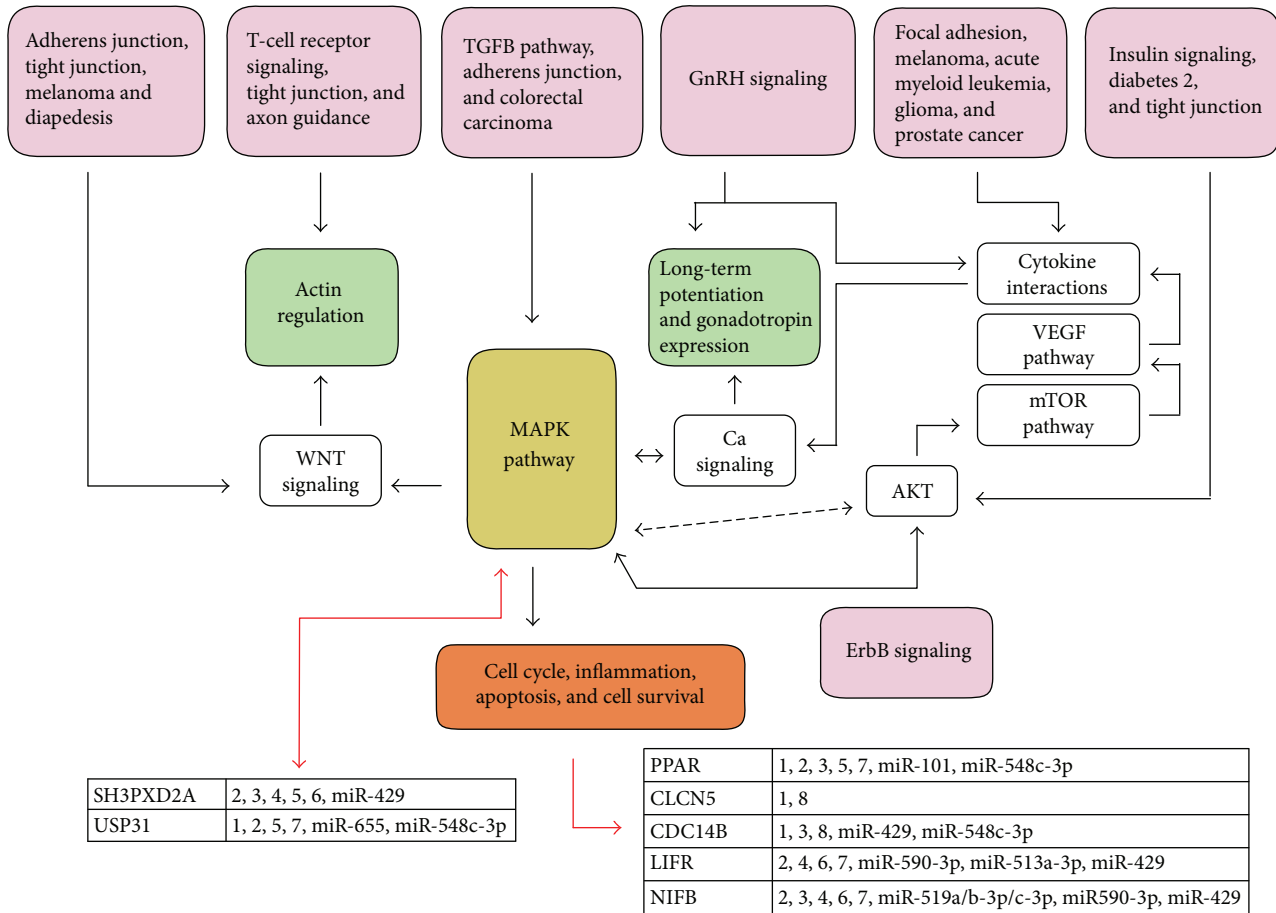 Adherens junction,
tight junction,
melanoma and
diapedesis
T-cell receptor
signaling,
tight junction, and
axon guidance
TGFB pathway,
adherens junction,
and colorectal
carcinoma
GnRH signaling
Focal adhesion,
melanoma, acute
myeloid leukemia,
glioma, and
prostate cancer
Insulin signaling,
diabetes 2,
and tight junction
Actin
regulation
Long-term
potentiation
and gonadotropin
expression
Cytokine
interactions
VEGF
pathway
mTOR
pathway
MAPK
pathway
WNT
signaling
Ca
signaling
AKT
ErbB signaling
Cell cycle, inflammation,
apoptosis, and cell survival
SH3PXD2A 2, 3, 4, 5, 6, miR-429
USP31 1, 2, 5, 7, miR-655, miR-548c-3p
PPAR 1, 2, 3, 5, 7, miR-101, miR-548c-3p
CLCN5 1, 8
CDC14B 1, 3, 8, miR-429, miR-548c-3p
LIFR 2, 4, 6, 7, miR-590-3p, miR-513a-3p, miR-429
NIFB 2, 3, 4, 6, 7, miR-519a/b-3p/c-3p, miR590-3p, miR-429